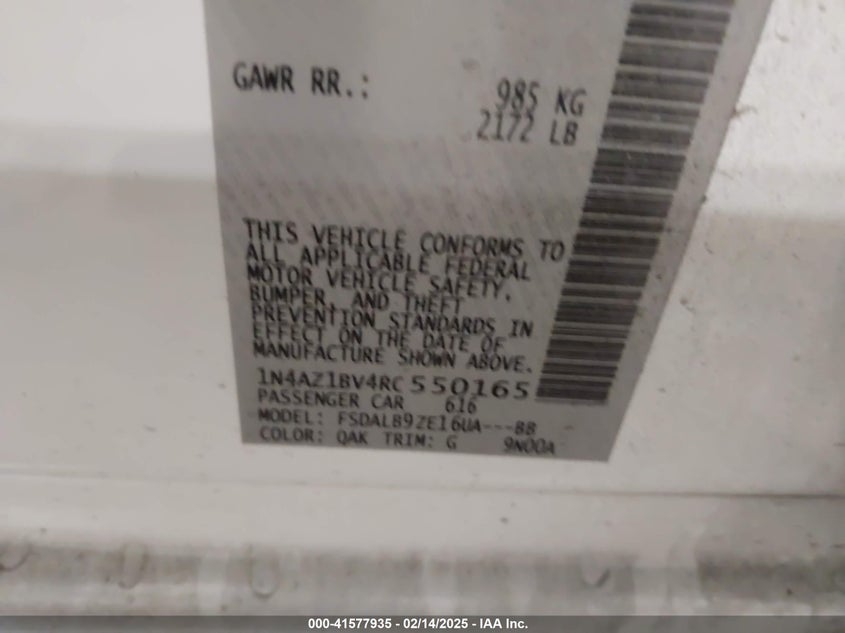 GAWR RR.: 985 KG
2172 LB
THIS VEHICLE CONFORMS TO
ALL APPLICABLE FEDERAL
MOTOR VEHICLE SAFETY,
BUMPER, AND THEFT
PREVENTION STANDARDS IN
EFFECT ON THE DATE OF
MANUFACTURE SHOWN ABOVE.
1N4AZ1BV4RC550165
PASSENGER CAR 616
MODEL: FSDALB9ZE16UA---BB
COLOR: QAK TRIM: G 9N00A
000-41577935 - 02/14/2025 - IAA Inc.